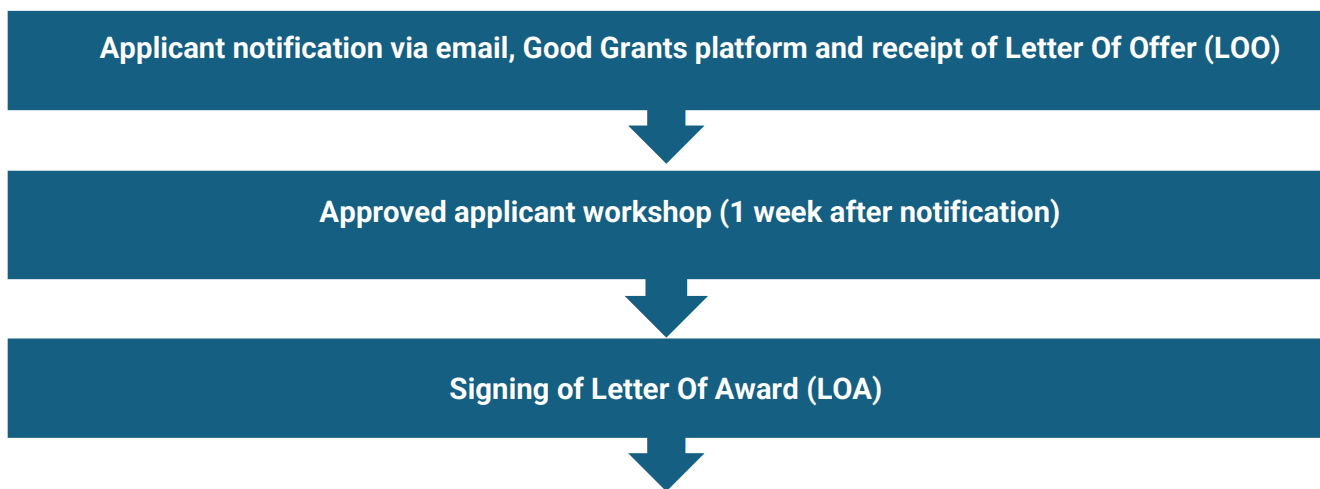 Applicant notification via email, Good Grants platform and receipt of Letter Of Offer (LOO)
Approved applicant workshop (1 week after notification)
Signing of Letter Of Award (LOA)